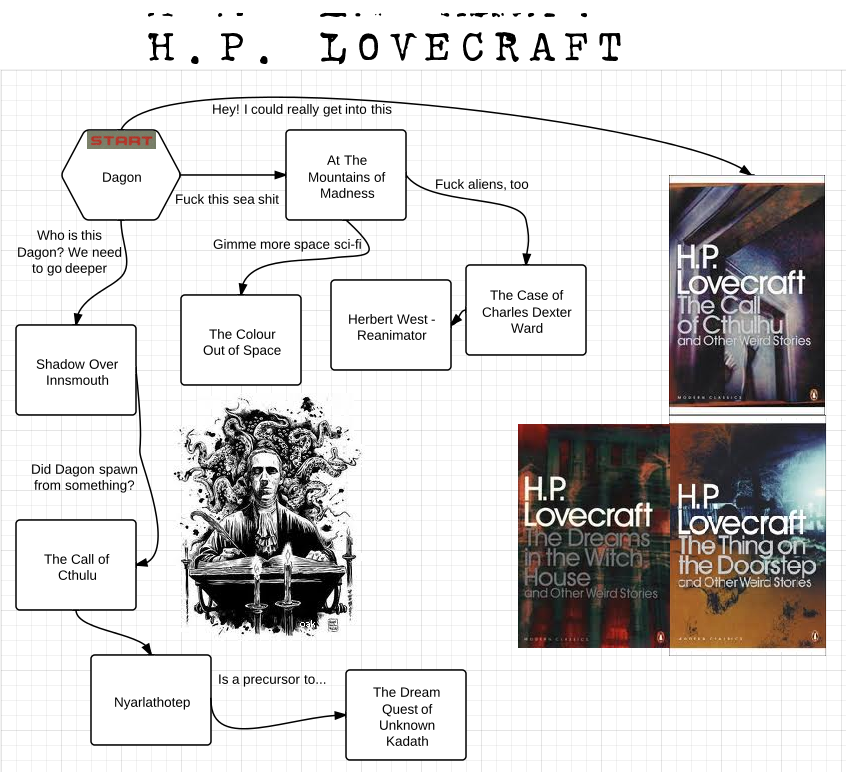 H.P. LOVECRAFT
Hey! I could really get into this
START
Dagon
Fuck this sea shit
At The
Mountains of
Madness
Fuck aliens, too
Who is this
Dagon? We need
to go deeper
Gimme more space sci-fi
The Colour
Out of Space
Herbert West -
Reanimator
The Case of
Charles Dexter
Ward
Shadow Over
Innsmouth
Did Dagon spawn
from something?
The Call of
Cthulu
Nyarlathotep
Is a precursor to...
The Dream
Quest of
Unknown
Kadath
H.P.
Lovecraft
The Call
of Cthulhu
and Other Weird Stories
MODERN CLASSICS
H.P.
Lovecraft
The Dreams
in the Witch
House
and Other Weird Stories
MODERN CLASSICS
H.P.
Lovecraft
The Thing on
the Doorstep
and Other Weird Stories
MODERN CLASSICS